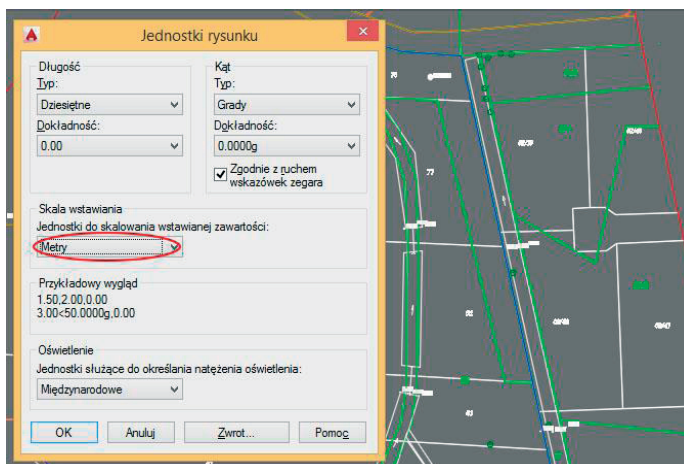 Jednostki rysunku
Długość
Typ:
Dziesiętne
Dokładność:
0.00
Kąt
Typ:
Grady
Dokładność:
0.0000g
Zgodnie z ruchem
wskazówek zegara
Skala wstawiania
Jednostki do skalowania wstawianej zawartości:
Metry
Przykładowy wygląd
1.50,2.00,0.00
3.00<50.0000g,0.00
Oświetlenie
Jednostki służące do określania natężenia oświetlenia:
Międzynarodowe
OK
Anuluj
Zwrot...
Pomoc
77